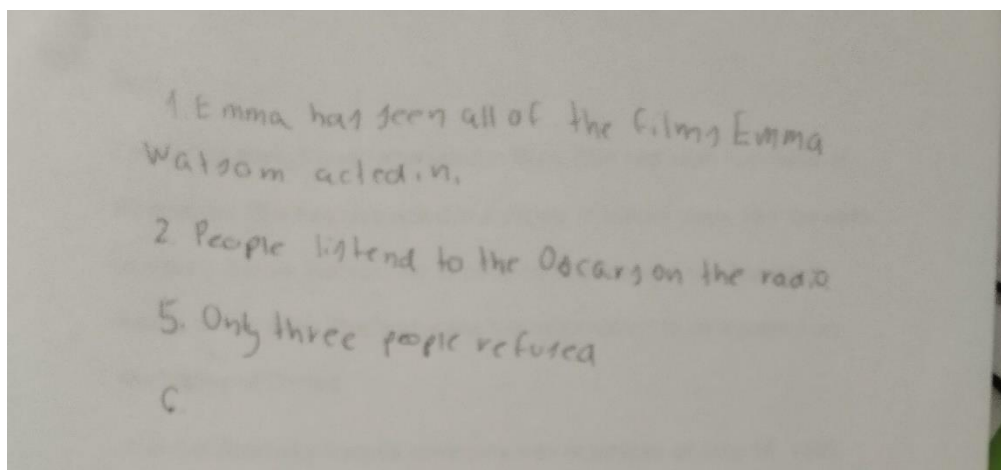 1. Emma has seen all of the films Emma
Watsom acted in.
2. People listend to the Oscars on the radio
5. Only three people refused
6